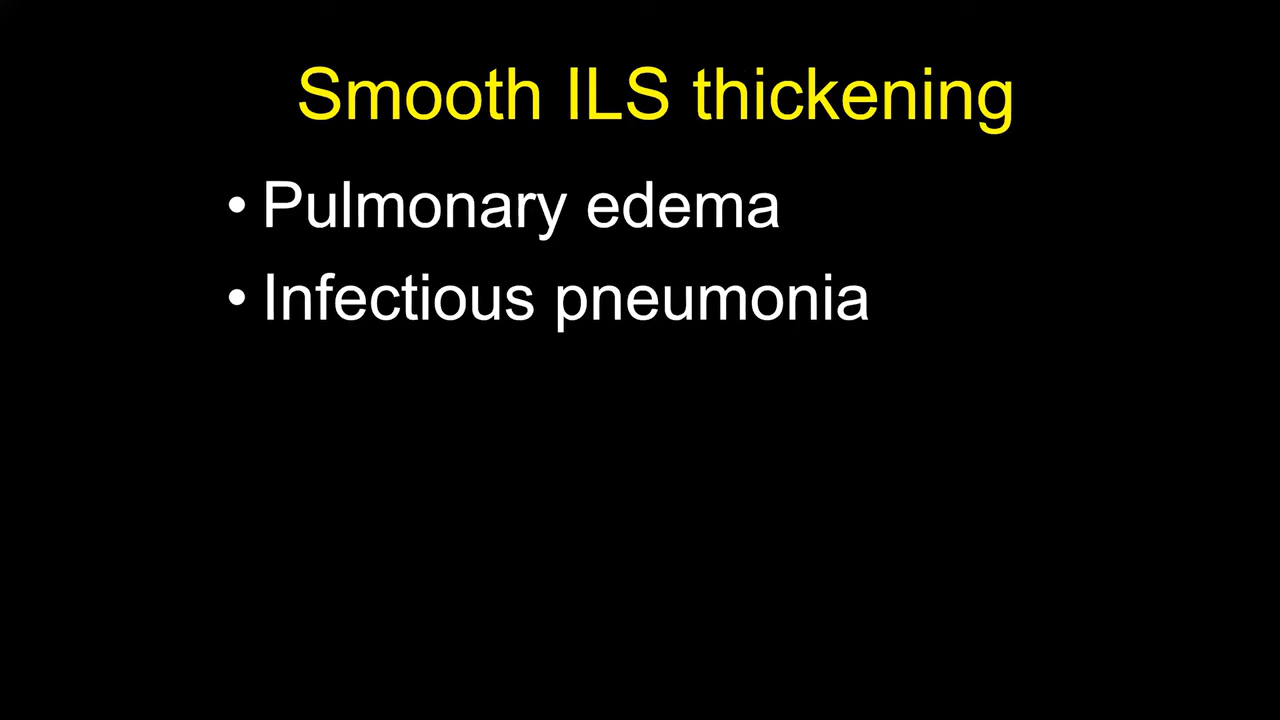 Smooth ILS thickening
• Pulmonary edema
• Infectious pneumonia